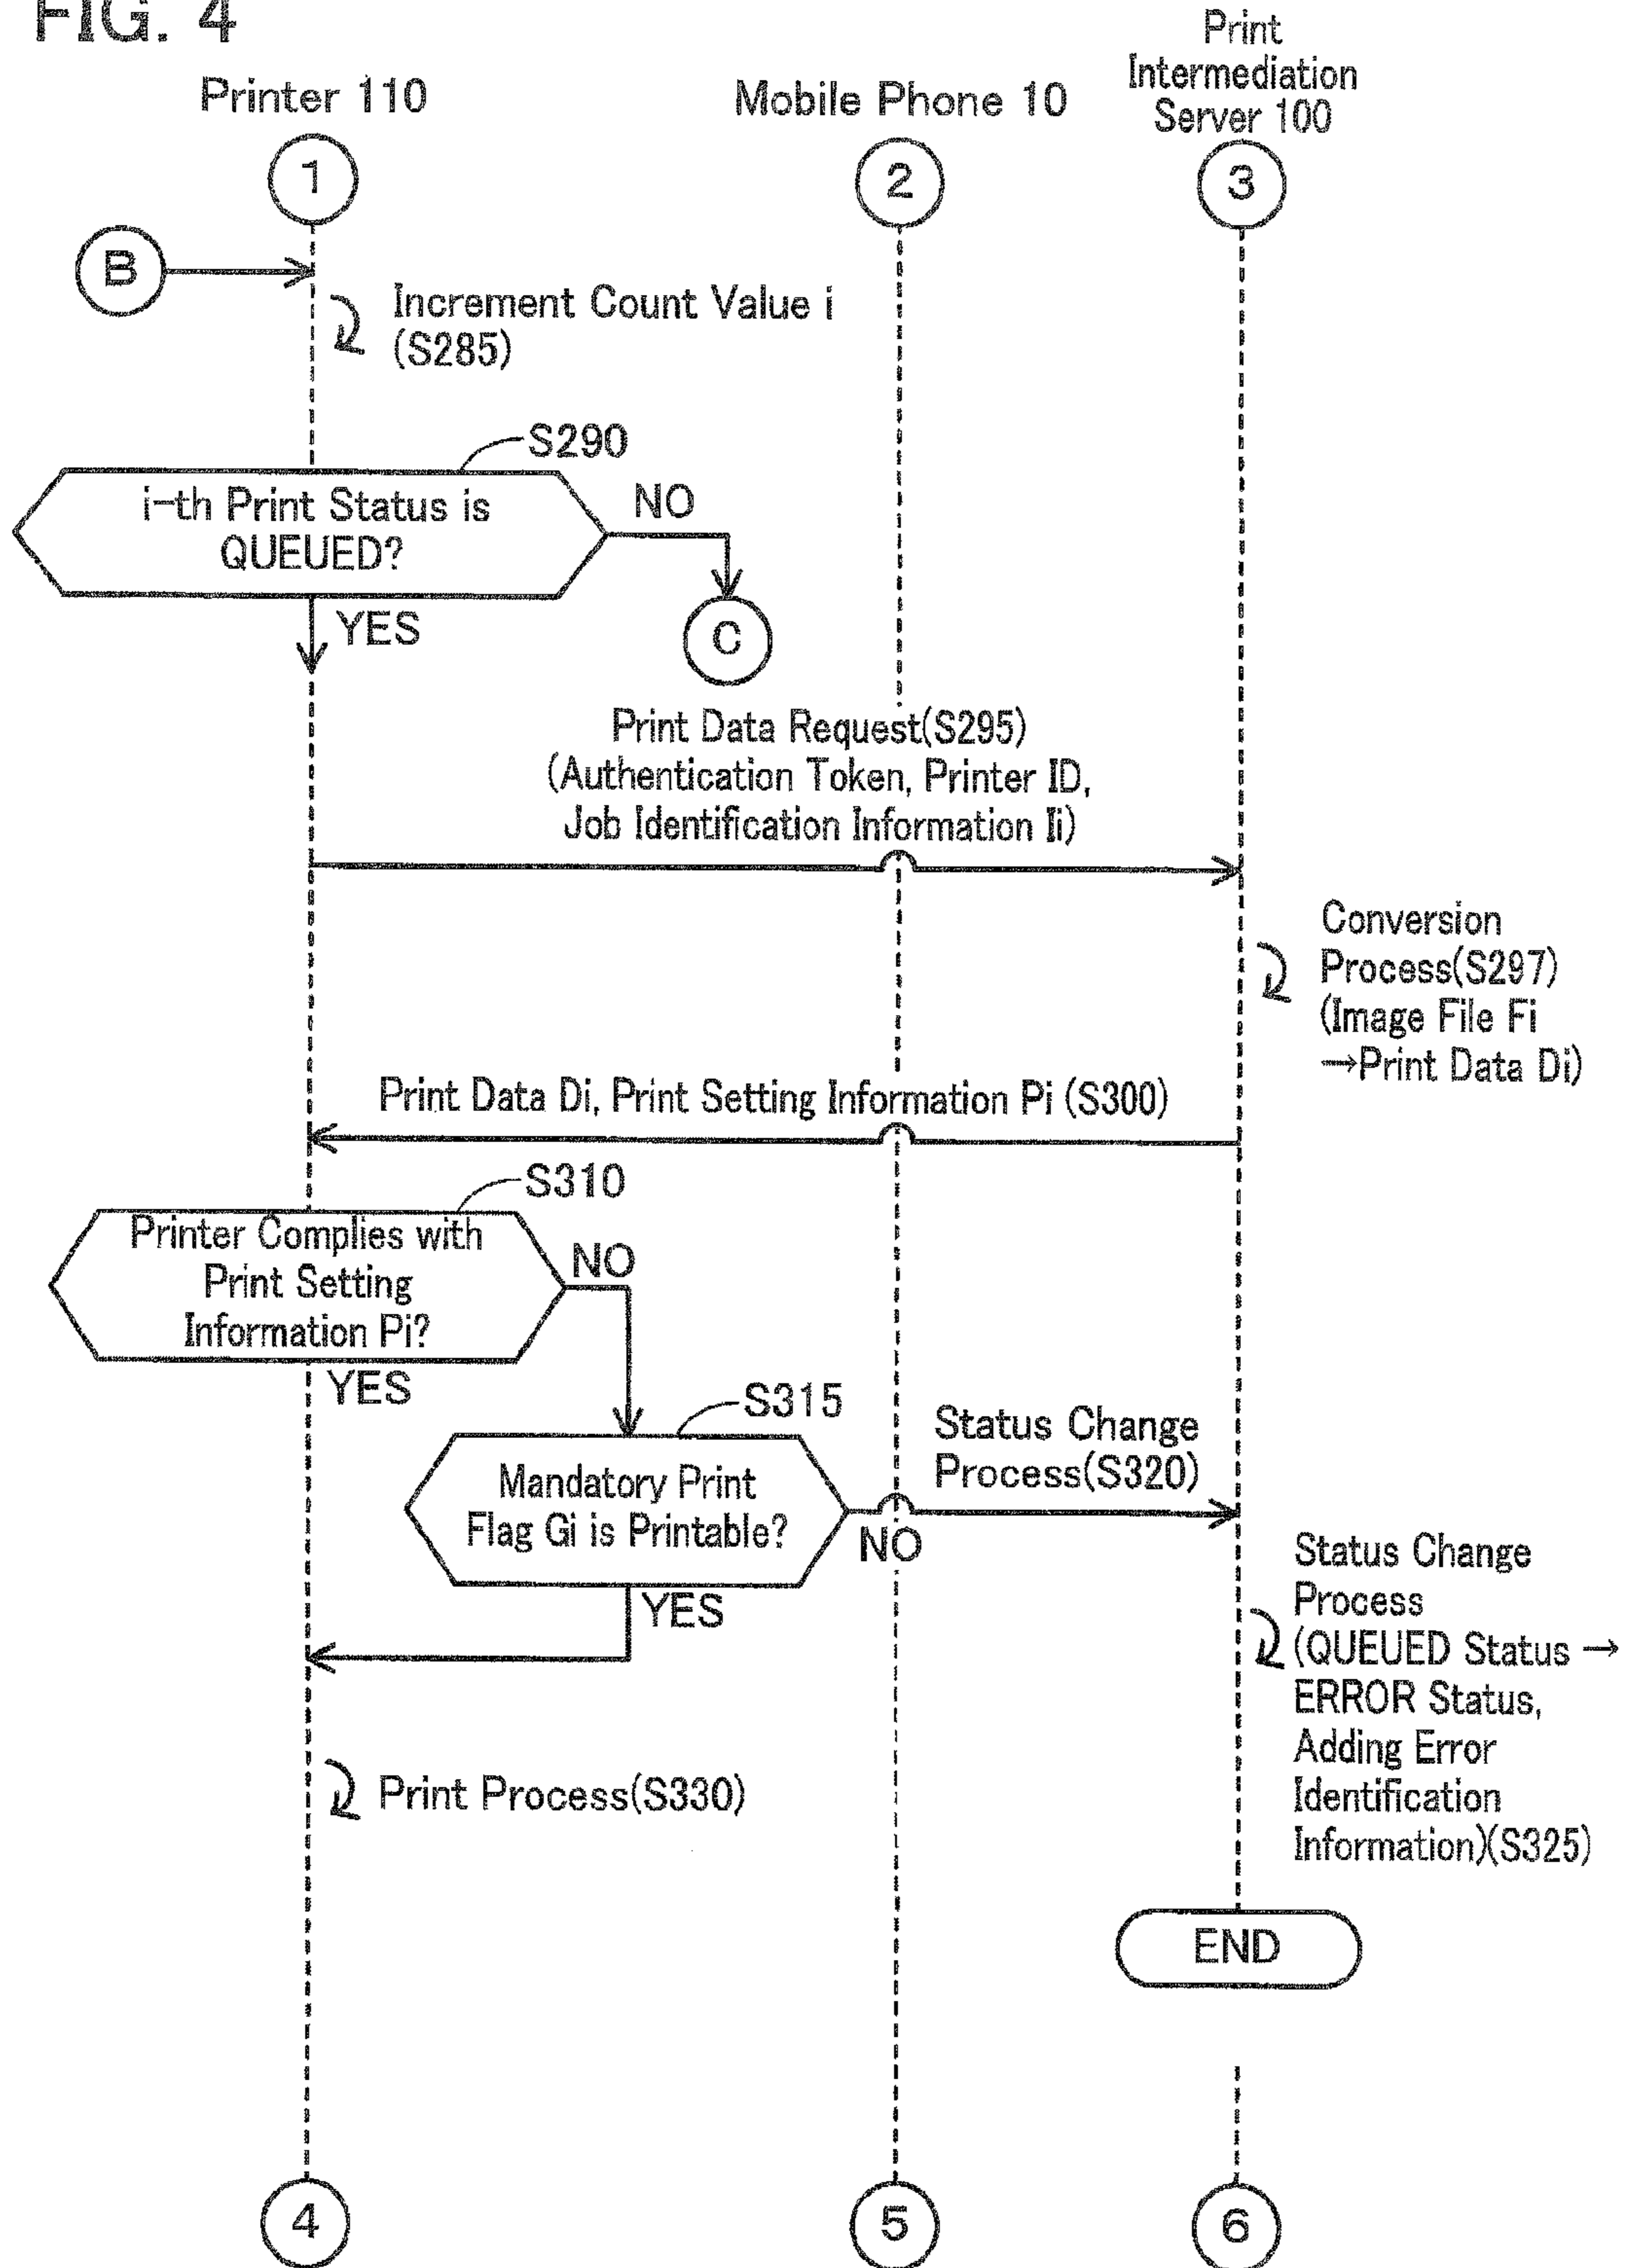 FIG. 4
Printer 110
Mobile Phone 10
Print
Intermediation
Server 100
1
2
3
B
Increment Count Value i
(S285)
S290
i-th Print Status is
QUEUED?
NO
YES
C
Print Data Request(S295)
(Authentication Token, Printer ID,
Job Identification Information Ii)
Conversion
Process(S297)
(Image File Fi
→Print Data Di)
Print Data Di, Print Setting Information Pi (S300)
S310
Printer Complies with
Print Setting
Information Pi?
NO
YES
S315
Mandatory Print
Flag Gi is Printable?
NO
YES
Status Change
Process(S320)
Status Change
Process
(QUEUED Status →
ERROR Status,
Adding Error
Identification
Information)(S325)
Print Process(S330)
END
4
5
6